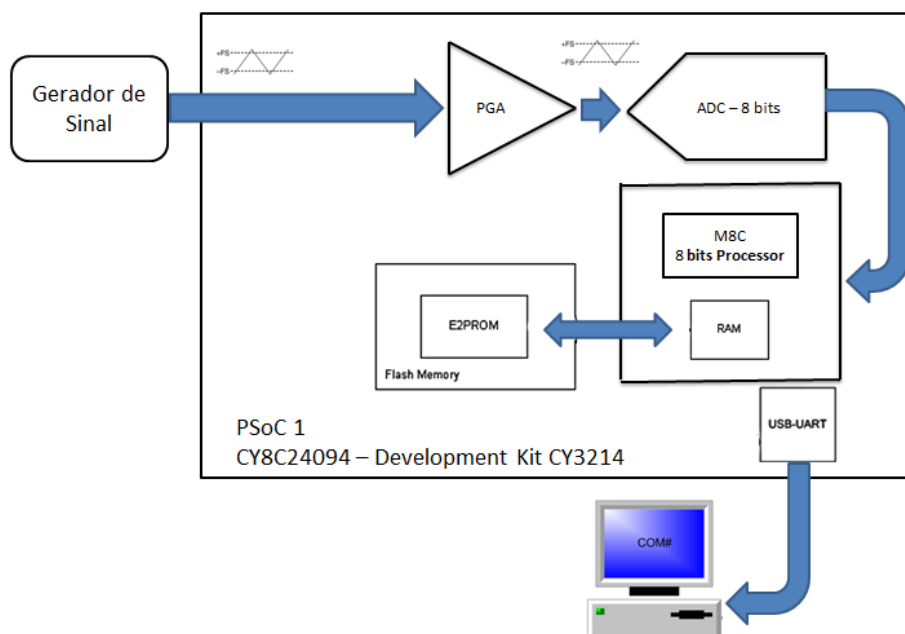 +FS
−FS
+FS
−FS
Gerador de
Sinal
PGA
ADC – 8 bits
M8C
8 bits Processor
E2PROM
RAM
Flash Memory
USB-UART
PSoC 1
CY8C24094 – Development Kit CY3214
COM#